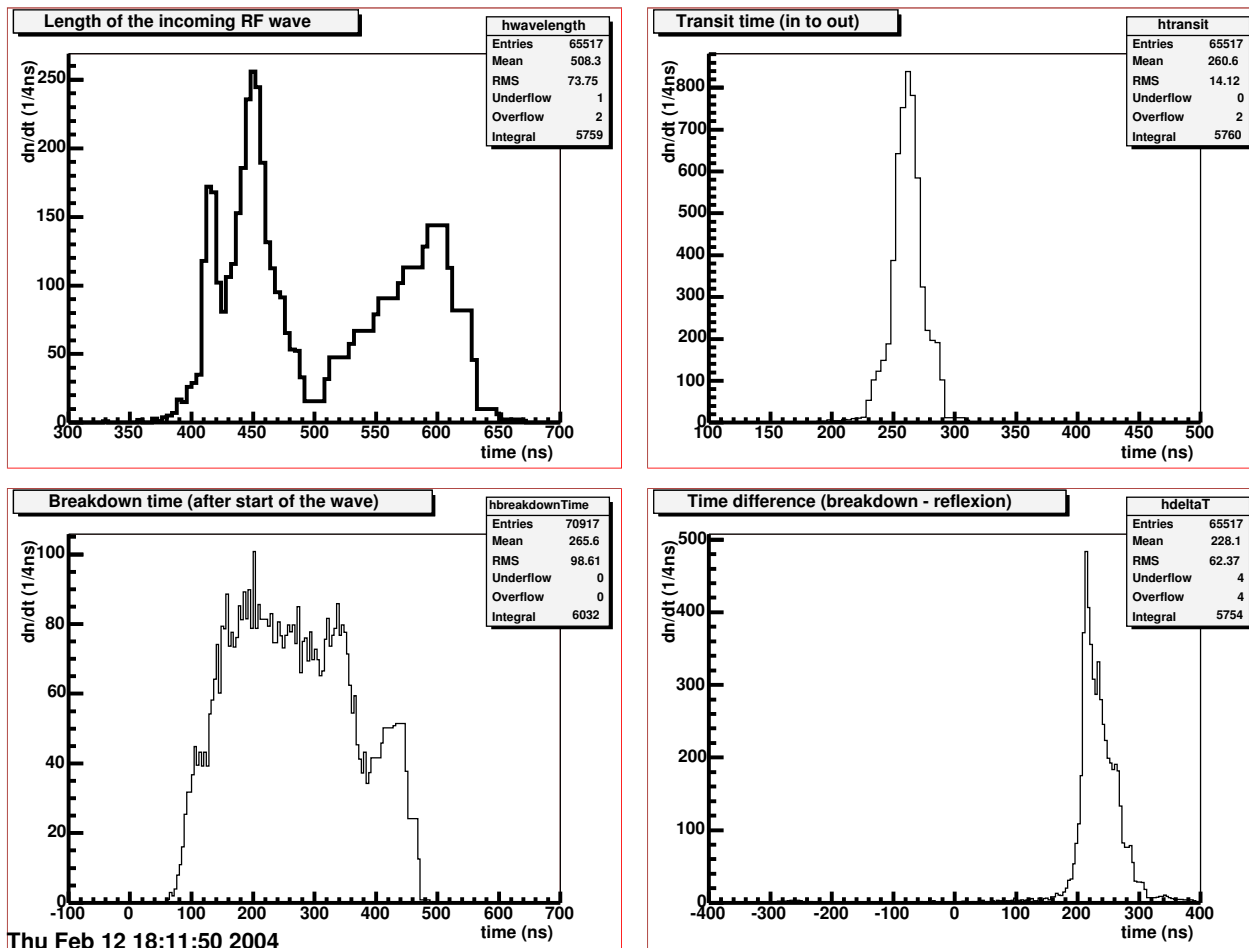 Length of the incoming RF wave
hwavelength
Entries 65517
Mean 508.3
RMS 73.75
Underflow 1
Overflow 2
Integral 5759
dn/dt (1/4ns)
250
200
150
100
50
0
300 350 400 450 500 550 600 650 700
time (ns)
Transit time (in to out)
htransit
Entries 65517
Mean 260.6
RMS 14.12
Underflow 0
Overflow 2
Integral 5760
dn/dt (1/4ns)
800
700
600
500
400
300
200
100
0
100 150 200 250 300 350 400 450 500
time (ns)
Breakdown time (after start of the wave)
hbreakdownTime
Entries 70917
Mean 265.6
RMS 98.61
Underflow 0
Overflow 0
Integral 6032
dn/dt (1/4ns)
100
80
60
40
20
0
-100 0 100 200 300 400 500 600 700
time (ns)
Time difference (breakdown - reflexion)
hdeltaT
Entries 65517
Mean 228.1
RMS 62.37
Underflow 4
Overflow 4
Integral 5754
dn/dt (1/4ns)
500
400
300
200
100
0
-400 -300 -200 -100 0 100 200 300 400
time (ns)
Thu Feb 12 18:11:50 2004